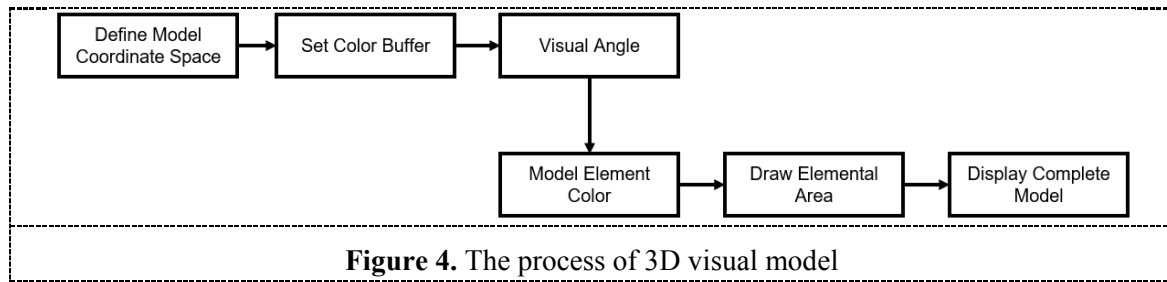 Define Model
Coordinate Space
Set Color Buffer
Visual Angle
Model Element
Color
Draw Elemental
Area
Display Complete
Model
Figure 4. The process of 3D visual model